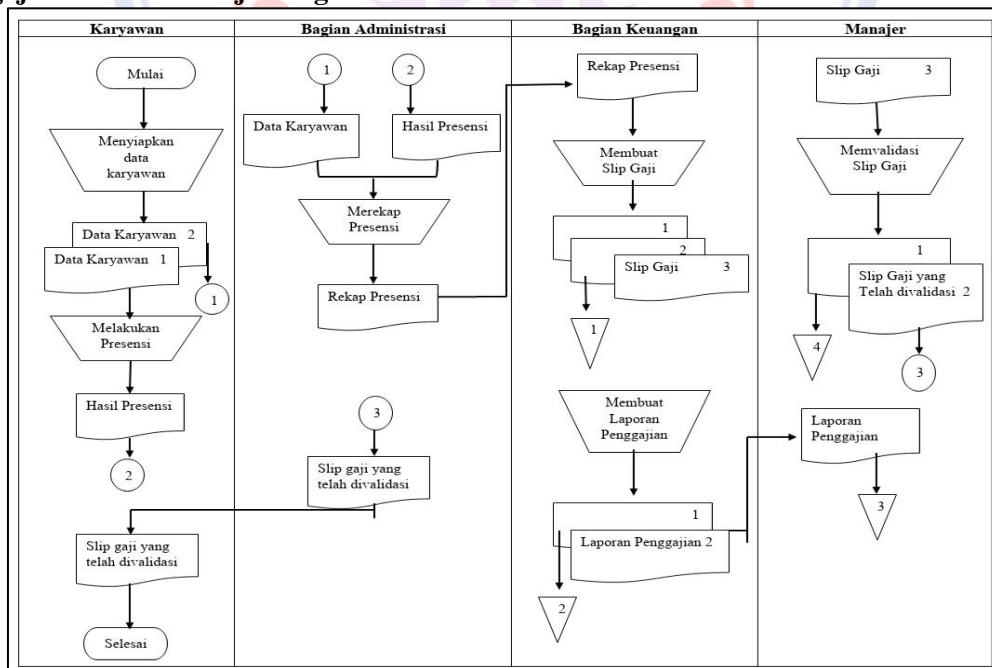 Karyawan
Bagian Administrasi
Bagian Keuangan
Manajer
Mulai
Menyiapkan
data
karyawan
Data Karyawan 2
Data Karyawan 1
1
Melakukan
Presensi
Hasil Presensi
2
Slip gaji yang
telah divalidasi
Selesai
1
2
Data Karyawan
Hasil Presensi
Merekap
Presensi
Rekap Presensi
3
Slip gaji yang
telah divalidasi
Rekap Presensi
Membuat
Slip Gaji
1
2
Slip Gaji 3
1
Membuat
Laporan
Penggajian
1
Laporan Penggajian 2
2
Slip Gaji 3
Memvalidasi
Slip Gaji
1
Slip Gaji yang
Telah divalidasi 2
4
3
Laporan
Penggajian
3